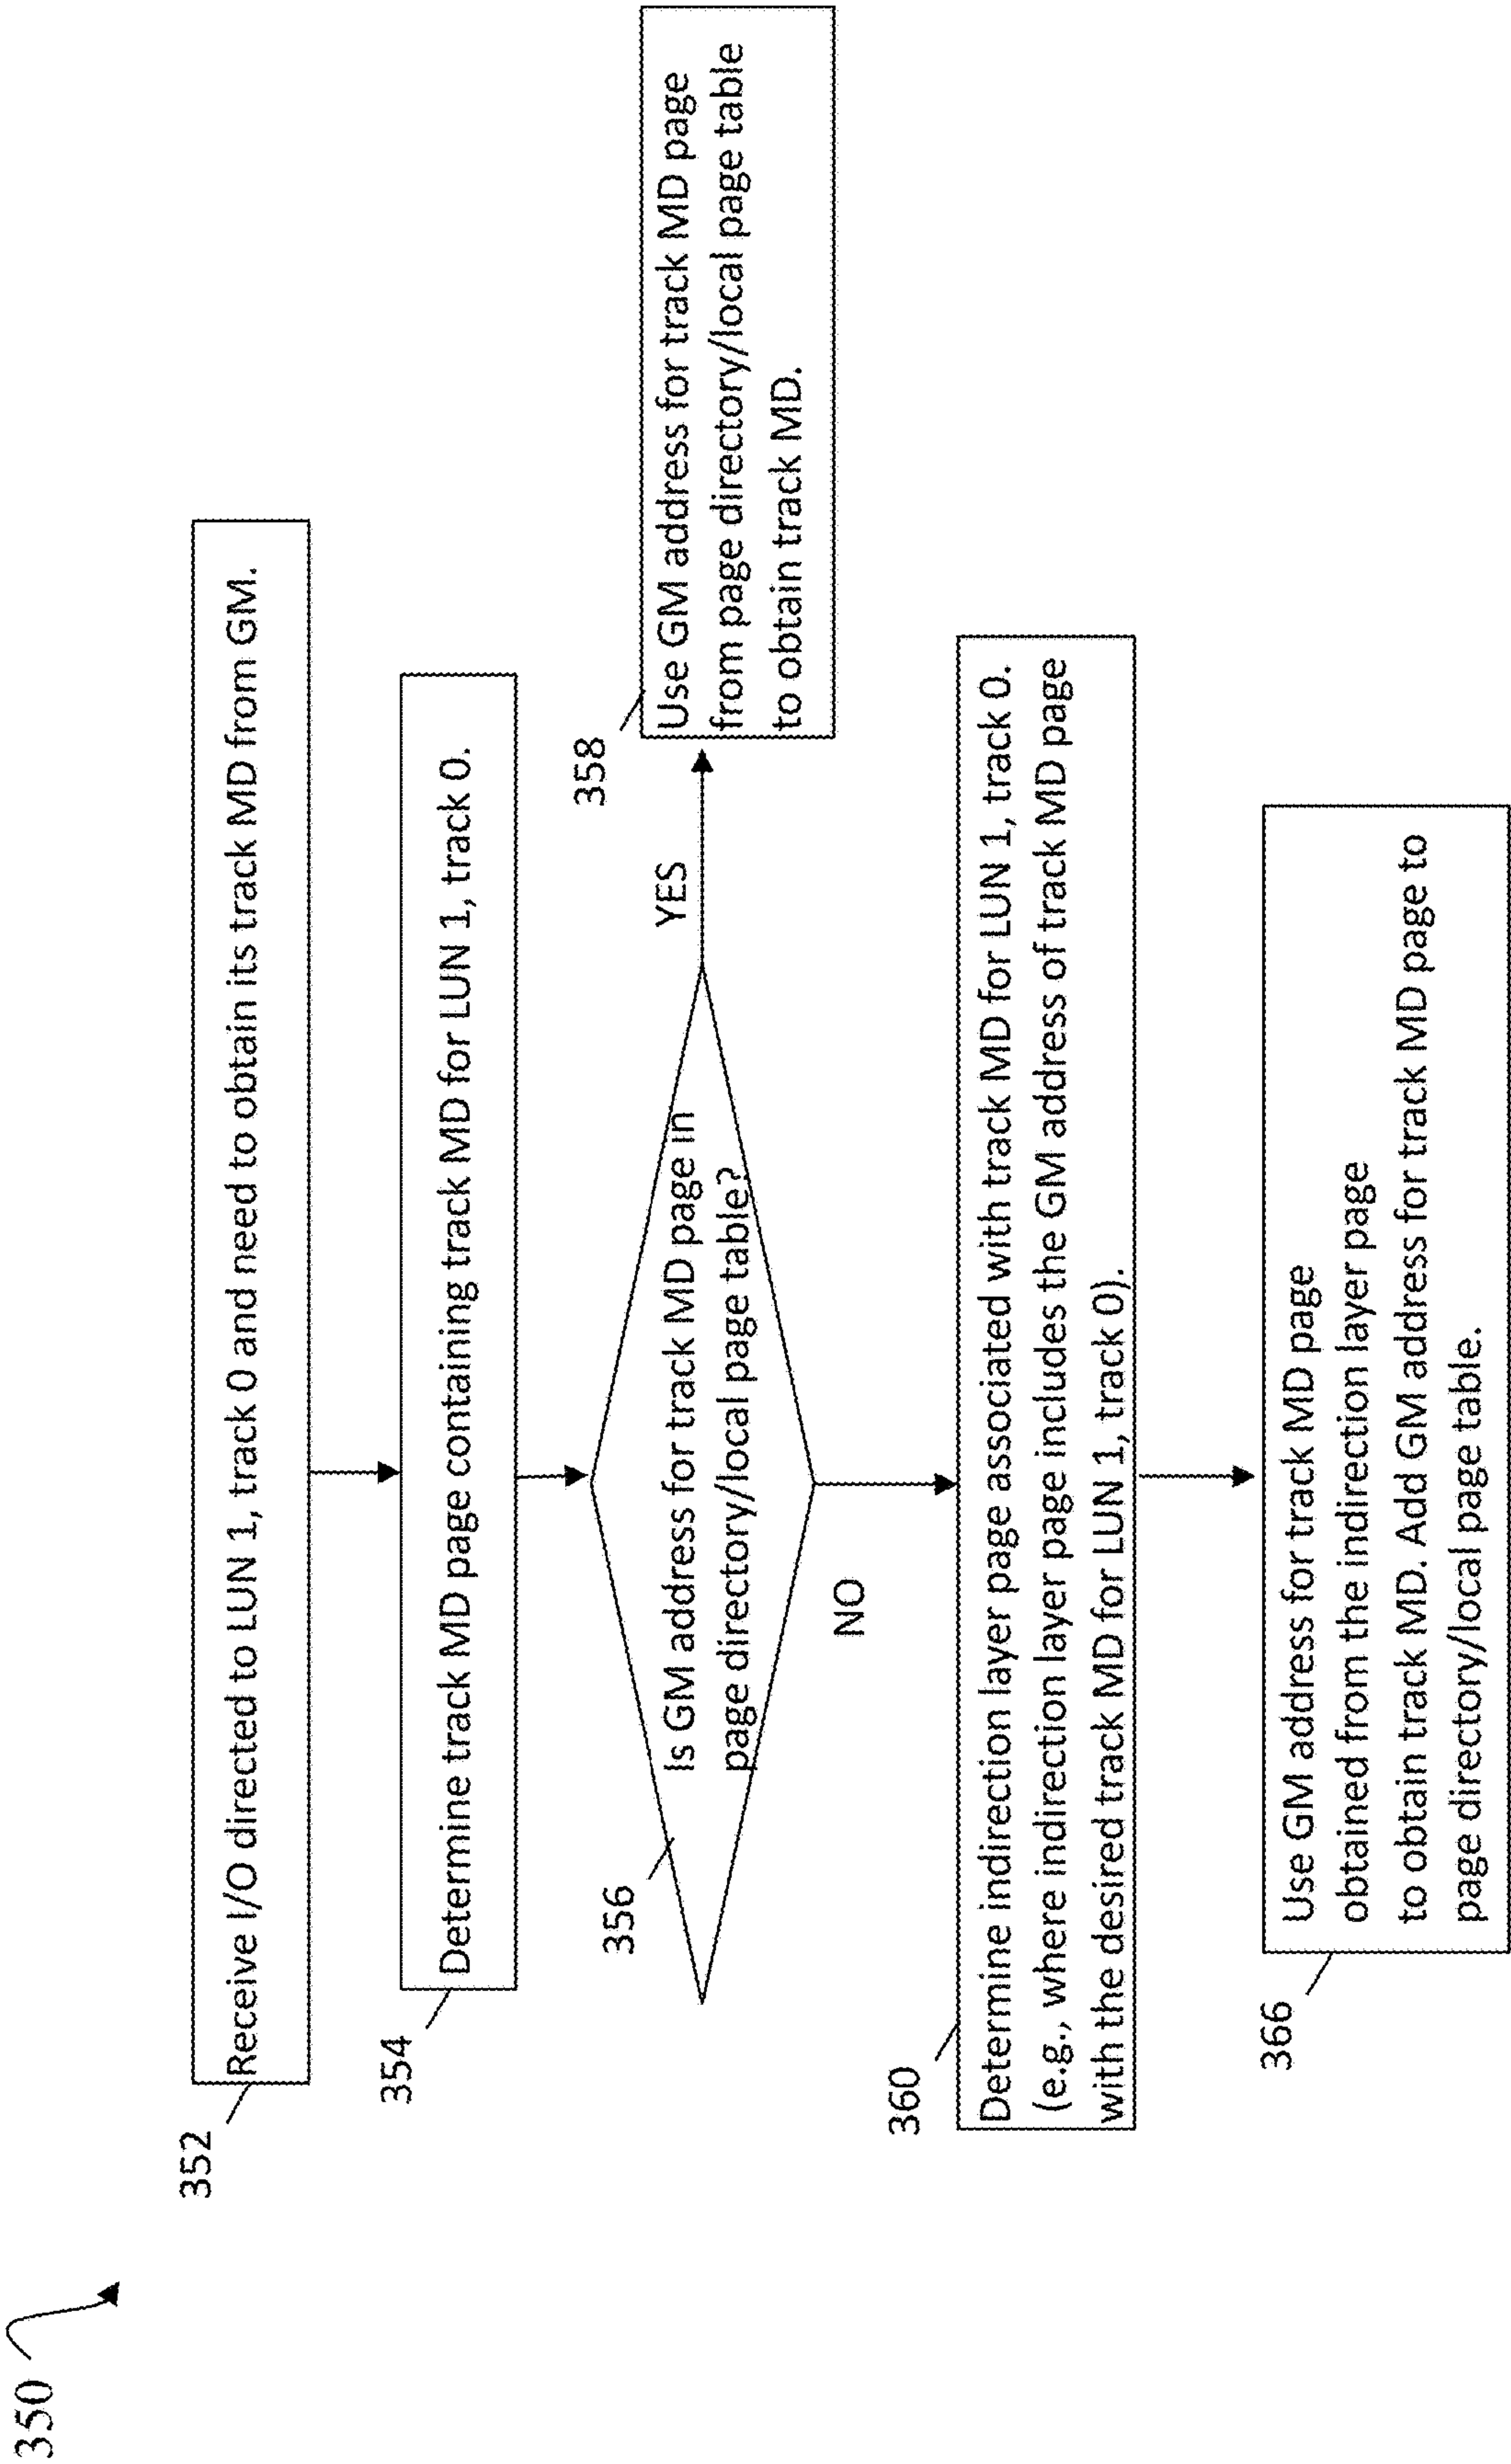 350
352
Receive I/O directed to LUN 1, track 0 and need to obtain its track MD from GM.
354
Determine track MD page containing track MD for LUN 1, track 0.
356
Is GM address for track MD page in
page directory/local page table?
YES
358
Use GM address for track MD page
from page directory/local page table
to obtain track MD.
NO
360
Determine indirection layer page associated with track MD for LUN 1, track 0.
(e.g., where indirection layer page includes the GM address of track MD page
with the desired track MD for LUN 1, track 0).
366
Use GM address for track MD page
obtained from the indirection layer page
to obtain track MD. Add GM address for track MD page to
page directory/local page table.